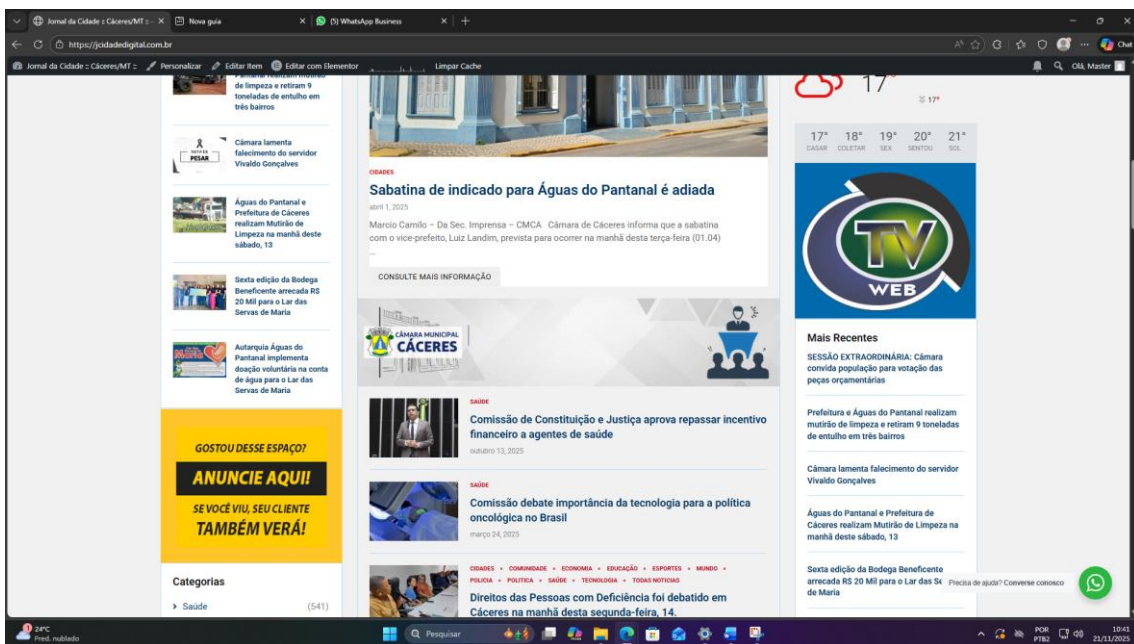 Jornal da Cidade :: Cáceres/MT :: -
Nova guia
(5) WhatsApp Business
https://jcidadedigital.com.br
Chat
Jornal da Cidade :: Cáceres/MT ::
Personalizar
Editar Item
Editar com Elementor
Limpar Cache
Olá, Master
Pantanal realizam mutirão
de limpeza e retiram 9
toneladas de entulho em
três bairros
NOTA DE
PESAR
Câmara lamenta
falecimento do servidor
Vivaldo Gonçalves
Águas do Pantanal e
Prefeitura de Cáceres
realizam Mutirão de
Limpeza na manhã deste
sábado, 13
Sexta edição da Bodega
Beneficente arrecada R$
20 Mil para o Lar das
Servas de Maria
Maria
Autarquia Águas do
Pantanal implementa
doação voluntária na conta
de água para o Lar das
Servas de Maria
GOSTOU DESSE ESPAÇO?
ANUNCIE AQUI!
SE VOCÊ VIU, SEU CLIENTE
TAMBÉM VERÁ!
Categorias
Saúde
(541)
CIDADES
Sabatina de indicado para Águas do Pantanal é adiada
abril 1, 2025
Marcio Camilo – Da Sec. Imprensa – CMCA   Câmara de Cáceres informa que a sabatina
com o vice-prefeito, Luiz Landim, prevista para ocorrer na manhã desta terça-feira (01.04)
...
CONSULTE MAIS INFORMAÇÃO
CÂMARA MUNICIPAL
CÁCERES
SAÚDE
Comissão de Constituição e Justiça aprova repassar incentivo
financeiro a agentes de saúde
outubro 13, 2025
SAÚDE
Comissão debate importância da tecnologia para a política
oncológica no Brasil
março 24, 2025
CIDADES • COMUNIDADE • ECONOMIA • EDUCAÇÃO • ESPORTES • MUNDO •
POLICIA • POLITICA • SAÚDE • TECNOLOGIA • TODAS NOTICIAS
Direitos das Pessoas com Deficiência foi debatido em
Cáceres na manhã desta segunda-feira, 14.
17°
17°
17° 18° 19° 20° 21°
CASAR COLETAR SEX SENTOU SOL
TV
WEB
Mais Recentes
SESSÃO EXTRAORDINÁRIA: Câmara
convida população para votação das
peças orçamentárias
Prefeitura e Águas do Pantanal realizam
mutirão de limpeza e retiram 9 toneladas
de entulho em três bairros
Câmara lamenta falecimento do servidor
Vivaldo Gonçalves
Águas do Pantanal e Prefeitura de
Cáceres realizam Mutirão de Limpeza na
manhã deste sábado, 13
Sexta edição da Bodega Beneficente
arrecada R$ 20 Mil para o Lar das Se
de Maria
Precisa de ajuda? Converse conosco
24°C
Pred. nublado
Pesquisar
POR
PTB2
10:41
21/11/2025